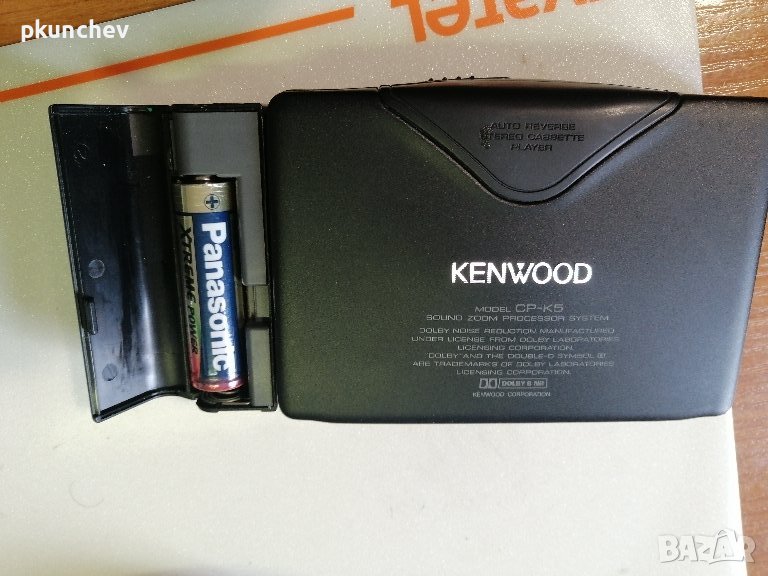 pkunchev
vatel
AUTO REVERSE
STEREO CASSETTE
PLAYER
Panasonic
XTREME POWER
KENWOOD
MODEL CP-K5
SOUND ZOOM PROCESSOR SYSTEM
DOLBY NOISE REDUCTION MANUFACTURED
UNDER LICENSE FROM DOLBY LABORATORIES
LICENSING CORPORATION.
"DOLBY" AND THE DOUBLE-D SYMBOL
ARE TRADEMARKS OF DOLBY LABORATORIES
LICENSING CORPORATION.
DOLBY B NR
KENWOOD CORPORATION
BAZAR